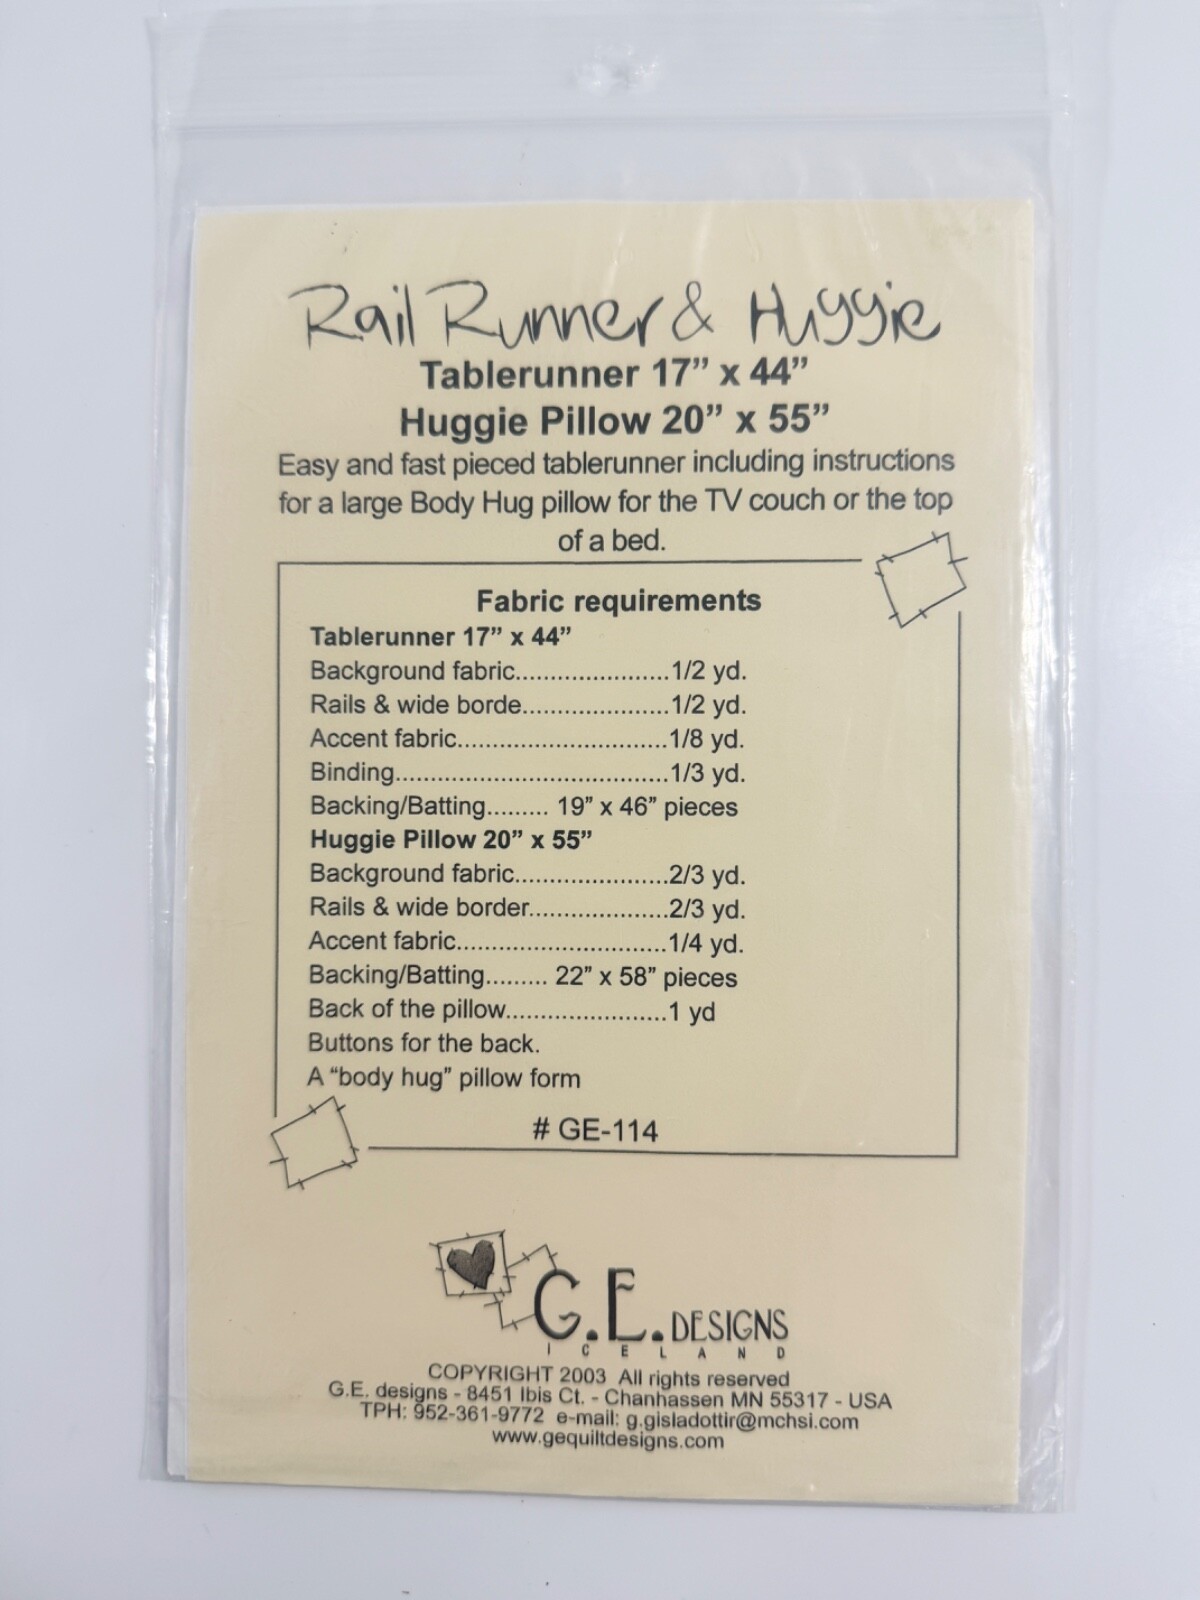 Rail Runner & Huggie
Tablerunner 17” x 44”
Huggie Pillow 20” x 55”
Easy and fast pieced tablerunner including instructions
for a large Body Hug pillow for the TV couch or the top
of a bed.
Fabric requirements
Tablerunner 17” x 44”
Background fabric......................1/2 yd.
Rails & wide borde.....................1/2 yd.
Accent fabric..............................1/8 yd.
Binding.......................................1/3 yd.
Backing/Batting......... 19” x 46” pieces
Huggie Pillow 20” x 55”
Background fabric......................2/3 yd.
Rails & wide border....................2/3 yd.
Accent fabric..............................1/4 yd.
Backing/Batting......... 22” x 58” pieces
Back of the pillow.......................1 yd
Buttons for the back.
A “body hug” pillow form
# GE-114
G.E. DESIGNS
ICELAND
COPYRIGHT 2003 All rights reserved
G.E. designs - 8451 Ibis Ct. - Chanhassen MN 55317 - USA
TPH: 952-361-9772 e-mail: g.gisladottir@mchsi.com
www.gequiltdesigns.com